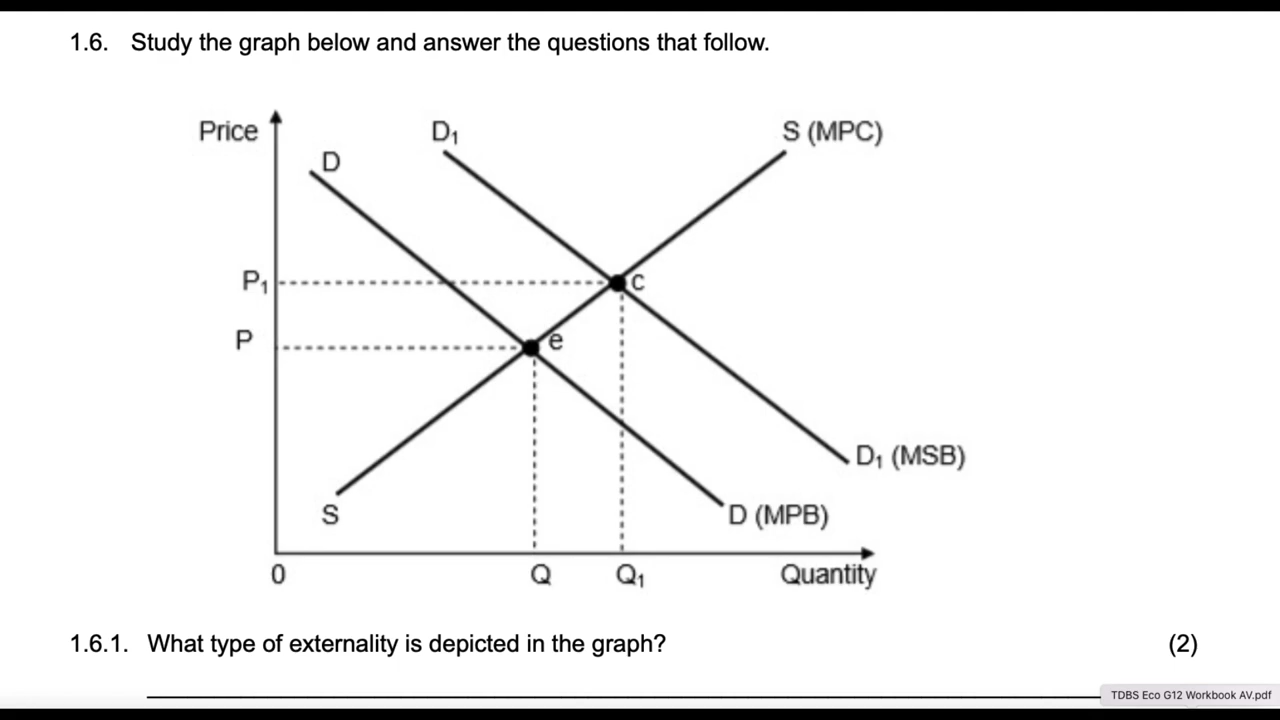 1.6. Study the graph below and answer the questions that follow.
Price
D
D₁
S (MPC)
P₁
c
P
e
D₁ (MSB)
S
D (MPB)
0
Q
Q₁
Quantity
1.6.1. What type of externality is depicted in the graph? (2)
TDBS Eco G12 Workbook AV.pdf